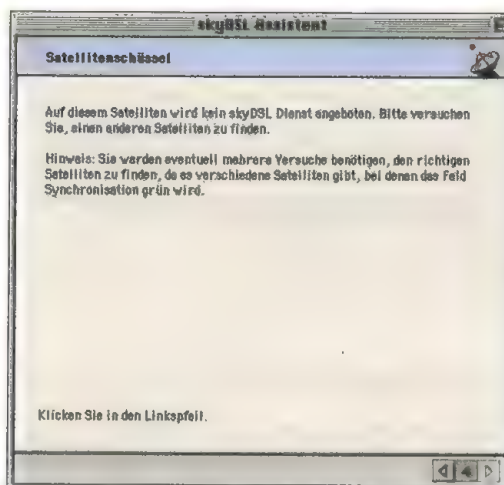 skyDSL Assistent
Satellitenschüssel
Auf diesem Satelliten wird kein skyDSL Dienst angeboten. Bitte versuchen
Sie, einen anderen Satelliten zu finden.
Hinweis: Sie werden eventuell mehrere Versuche benötigen, den richtigen
Satelliten zu finden, da es verschiedene Satelliten gibt, bei denen das Feld
Synchronisation grün wird.
Klicken Sie in den Linkspfeil.
4